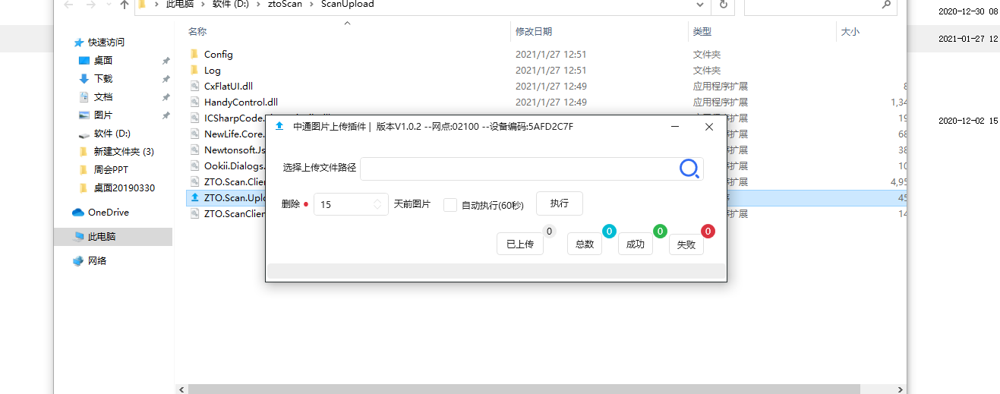 此电脑 > 软件 (D:) > ztoScan > ScanUpload
2020-12-30 08
名称 修改日期 类型 大小
2021-01-27 12
快速访问
桌面
下载
文档
图片
软件 (D:)
新建文件夹 (3)
周会PPT
桌面20190330
OneDrive
此电脑
网络
Config 2021/1/27 12:51 文件夹
Log 2021/1/27 12:51 文件夹
CxFlatUI.dll 2021/1/27 12:49 应用程序扩展
HandyControl.dll 2021/1/27 12:49 应用程序扩展 1,34
ICSharpCode. 19
NewLife.Core. 序扩展 68
Newtonsoft.Js 序扩展 38
Ookii.Dialogs. 序扩展 10
ZTO.Scan.Clie 序扩展 4,95
ZTO.Scan.Uplo 序 45
ZTO.ScanClien 序扩展 14
2020-12-02 15
中通图片上传插件 | 版本V1.0.2 --网点:02100 --设备编码:5AFD2C7F
选择上传文件路径
删除 15 天前图片 自动执行(60秒) 执行
已上传 0 总数 0 成功 0 失败 0